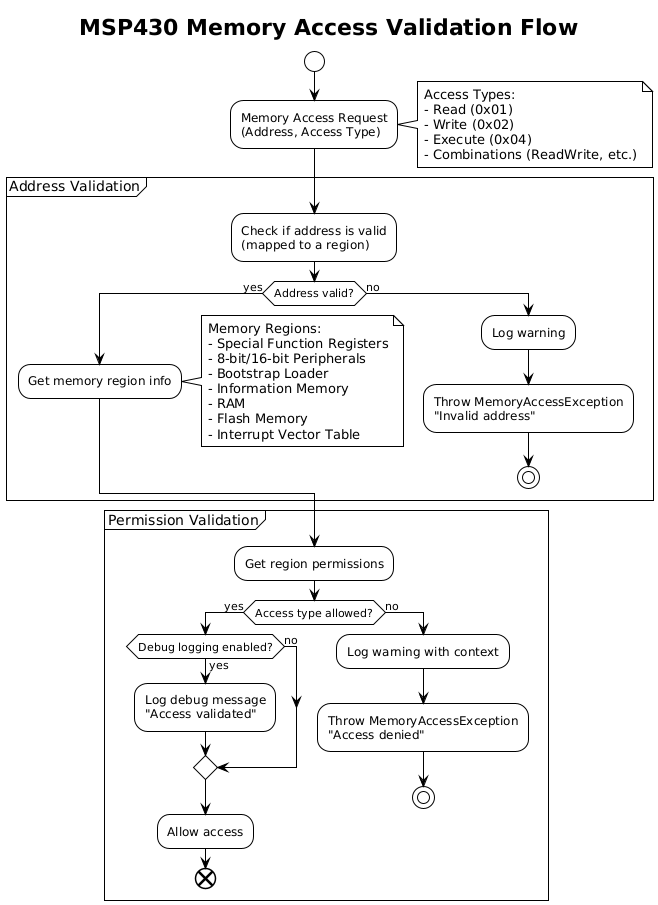 MSP430 Memory Access Validation Flow
Memory Access Request
(Address, Access Type)
Access Types:
- Read (0x01)
- Write (0x02)
- Execute (0x04)
- Combinations (ReadWrite, etc.)
Address Validation
Check if address is valid
(mapped to a region)
yes
Address valid?
no
Get memory region info
Memory Regions:
- Special Function Registers
- 8-bit/16-bit Peripherals
- Bootstrap Loader
- Information Memory
- RAM
- Flash Memory
- Interrupt Vector Table
Log warning
Throw MemoryAccessException
"Invalid address"
Permission Validation
Get region permissions
yes
Access type allowed?
no
Debug logging enabled?
no
yes
Log debug message
"Access validated"
Allow access
Log warning with context
Throw MemoryAccessException
"Access denied"